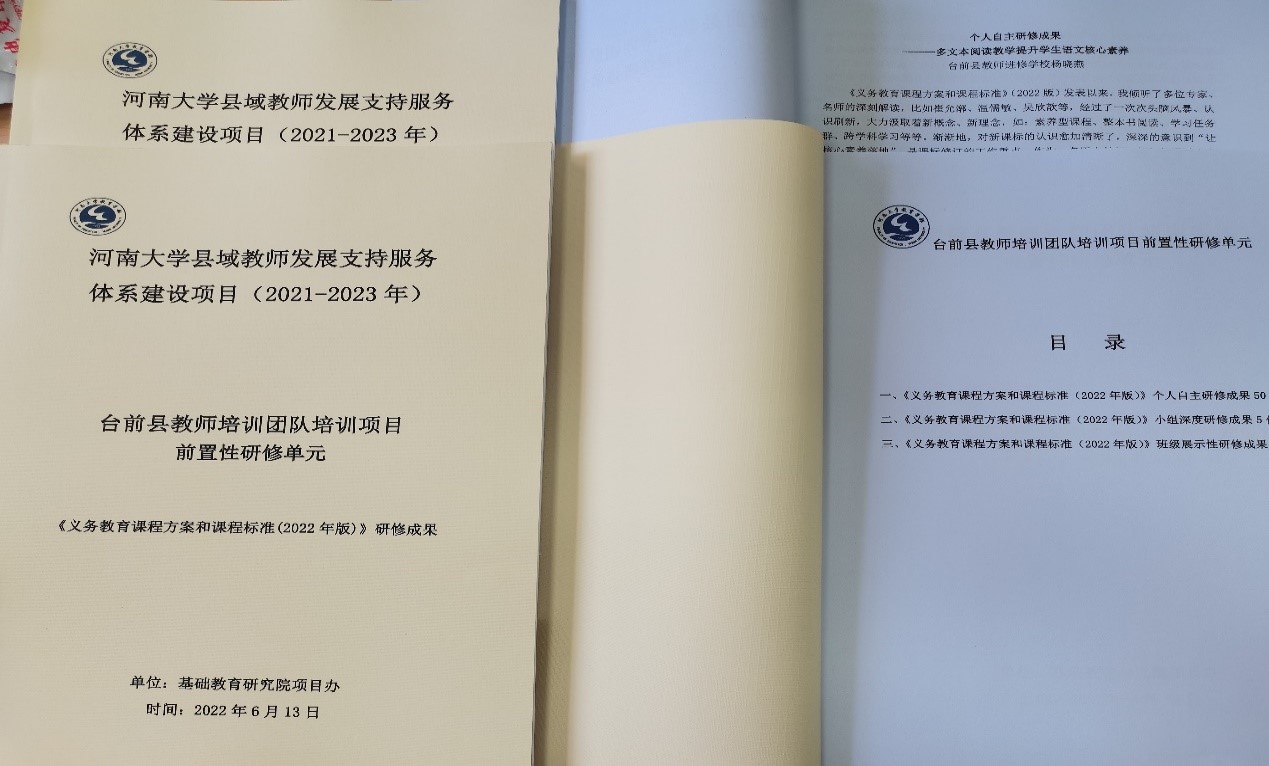 河南大学县域教师发展支持服务
体系建设项目（2021-2023 年）
河南大学县域教师发展支持服务
体系建设项目（2021-2023 年）
台前县教师培训团队培训项目
前置性研修单元
《义务教育课程方案和课程标准(2022 年版)》研修成果
单位：基础教育研究院项目办
时间：2022 年 6 月 13 日
个人自主研修成果
——多文本阅读教学提升学生语文核心素养
台前县教师进修学校杨晓燕
《义务教育课程方案和课程标准》（2022 版）发表以来，我倾听了多位专家、
名师的深刻解读，比如崔允漷、温儒敏、吴欣歆等，经过了一次次头脑风暴、认
识刷新，大力汲取着新概念、新理念，如：素养型课程、整本书阅读、学习任务
群、跨学科学习等等，渐渐地，对新课标的认识愈加清晰了，深深的意识到“让
核心素养落地”
台前县教师培训团队培训项目前置性研修单元
目 录
一、《义务教育课程方案和课程标准（2022 年版）》个人自主研修成果 50
二、《义务教育课程方案和课程标准（2022 年版）》小组深度研修成果 5
三、《义务教育课程方案和课程标准（2022 年版）》班级展示性研修成果